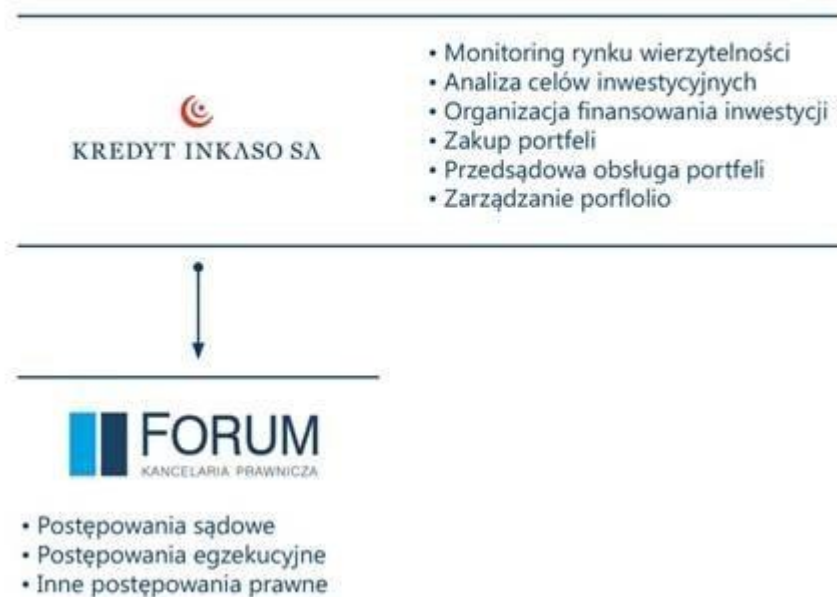 KREDYT INKASO SA
• Monitoring rynku wierzytelności
• Analiza celów inwestycyjnych
• Organizacja finansowania inwestycji
• Zakup portfeli
• Przedsądowa obsługa portfeli
• Zarządzanie porflolio
FORUM
KANCELARIA PRAWNICZA
• Postępowania sądowe
• Postępowania egzekucyjne
• Inne postępowania prawne